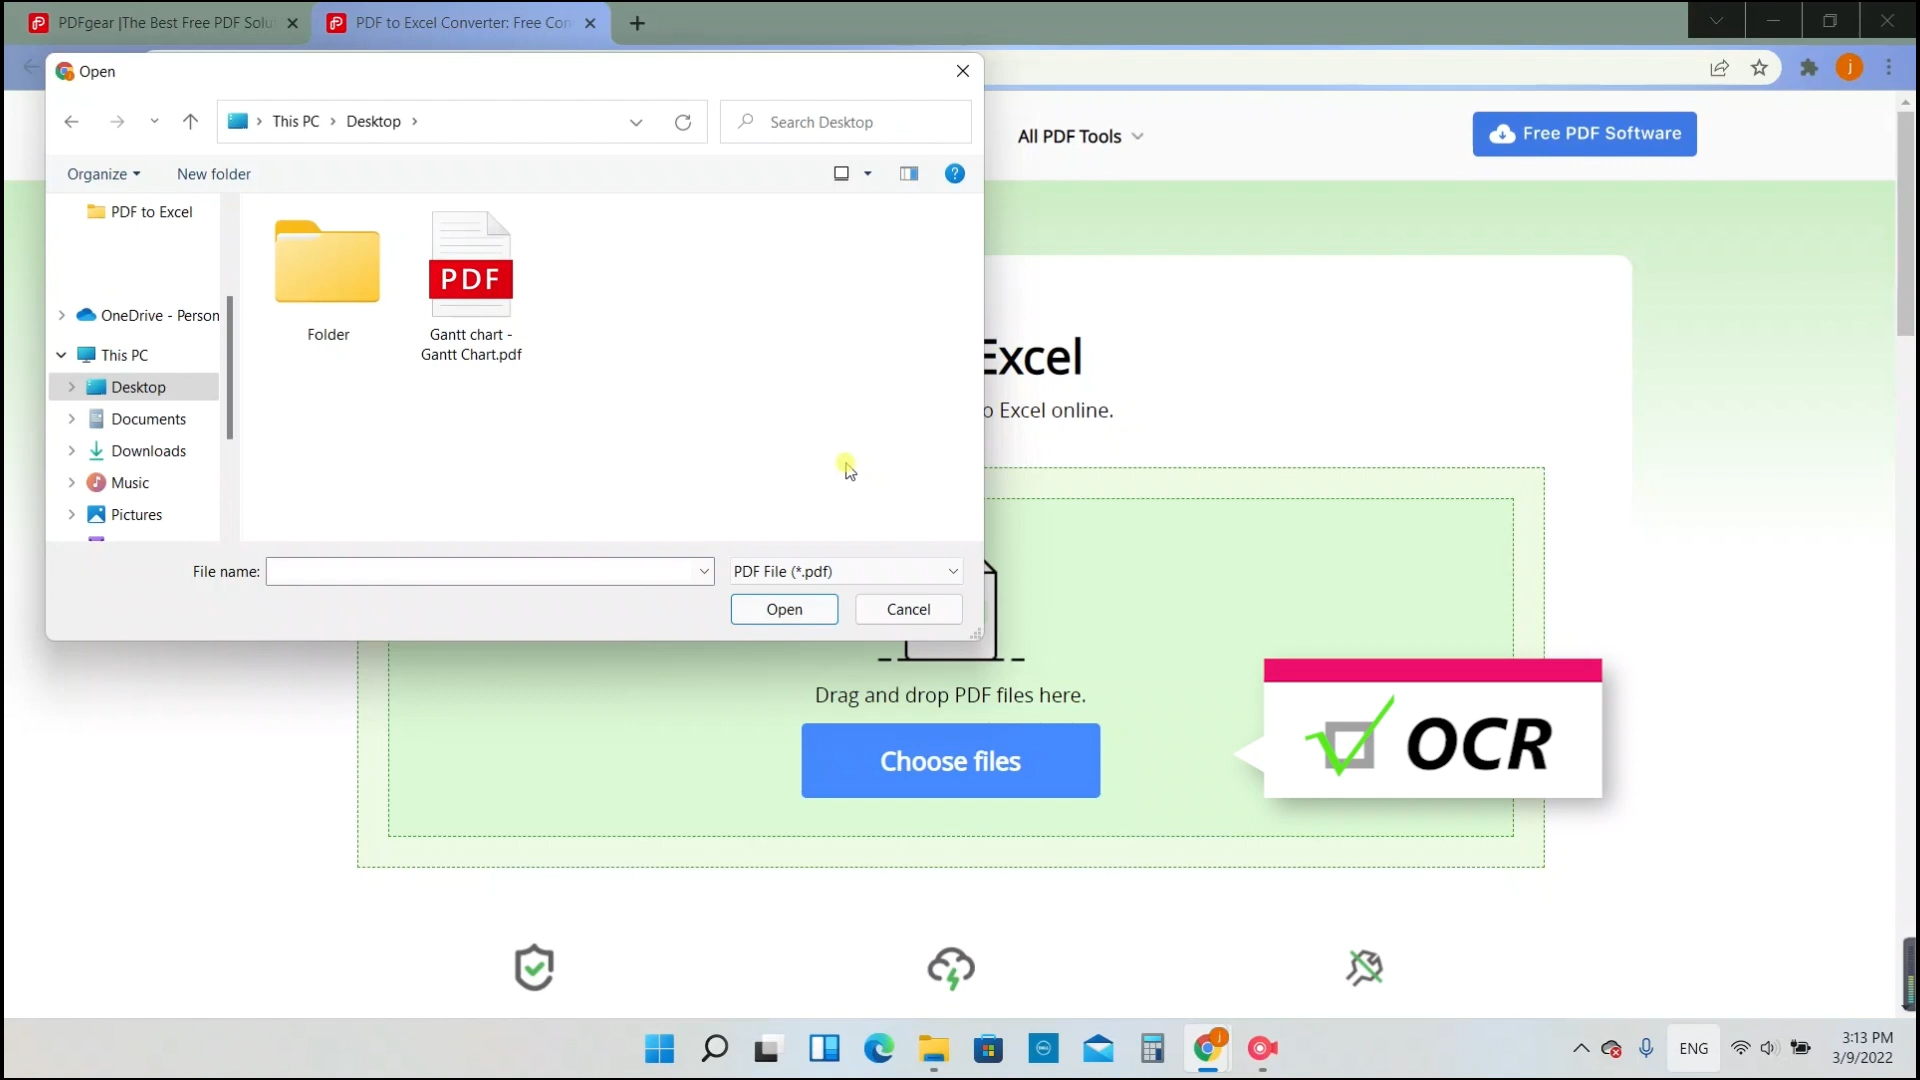 PDFgear |The Best Free PDF Solu
PDF to Excel Converter: Free Con
Open
This PC
Desktop
Search Desktop
j
All PDF Tools
Free PDF Software
Organize
New folder
PDF to Excel
OneDrive - Person
This PC
Desktop
Documents
Downloads
Music
Pictures
PDF
Folder
Gantt chart -
Gantt Chart.pdf
Excel
o Excel online.
File name:
PDF File (*.pdf)
Open
Cancel
Drag and drop PDF files here.
Choose files
OCR
ENG
3:13 PM
3/9/2022